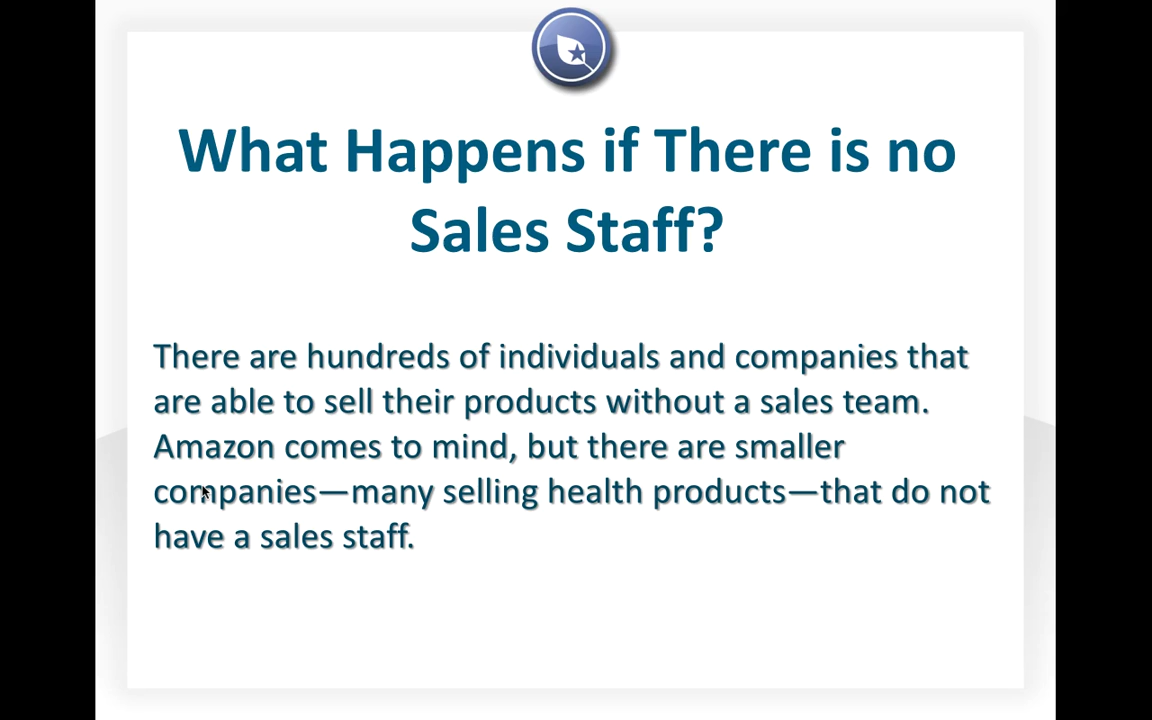 What Happens if There is no
Sales Staff?
There are hundreds of individuals and companies that
are able to sell their products without a sales team.
Amazon comes to mind, but there are smaller
companies—many selling health products—that do not
have a sales staff.